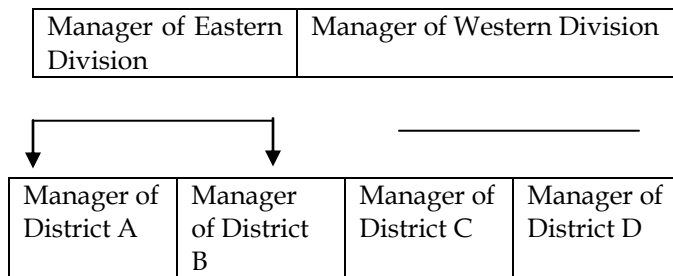 Manager of Eastern Manager of Western Division
Division
Manager of Manager Manager of Manager of
District A of District District C District D
B